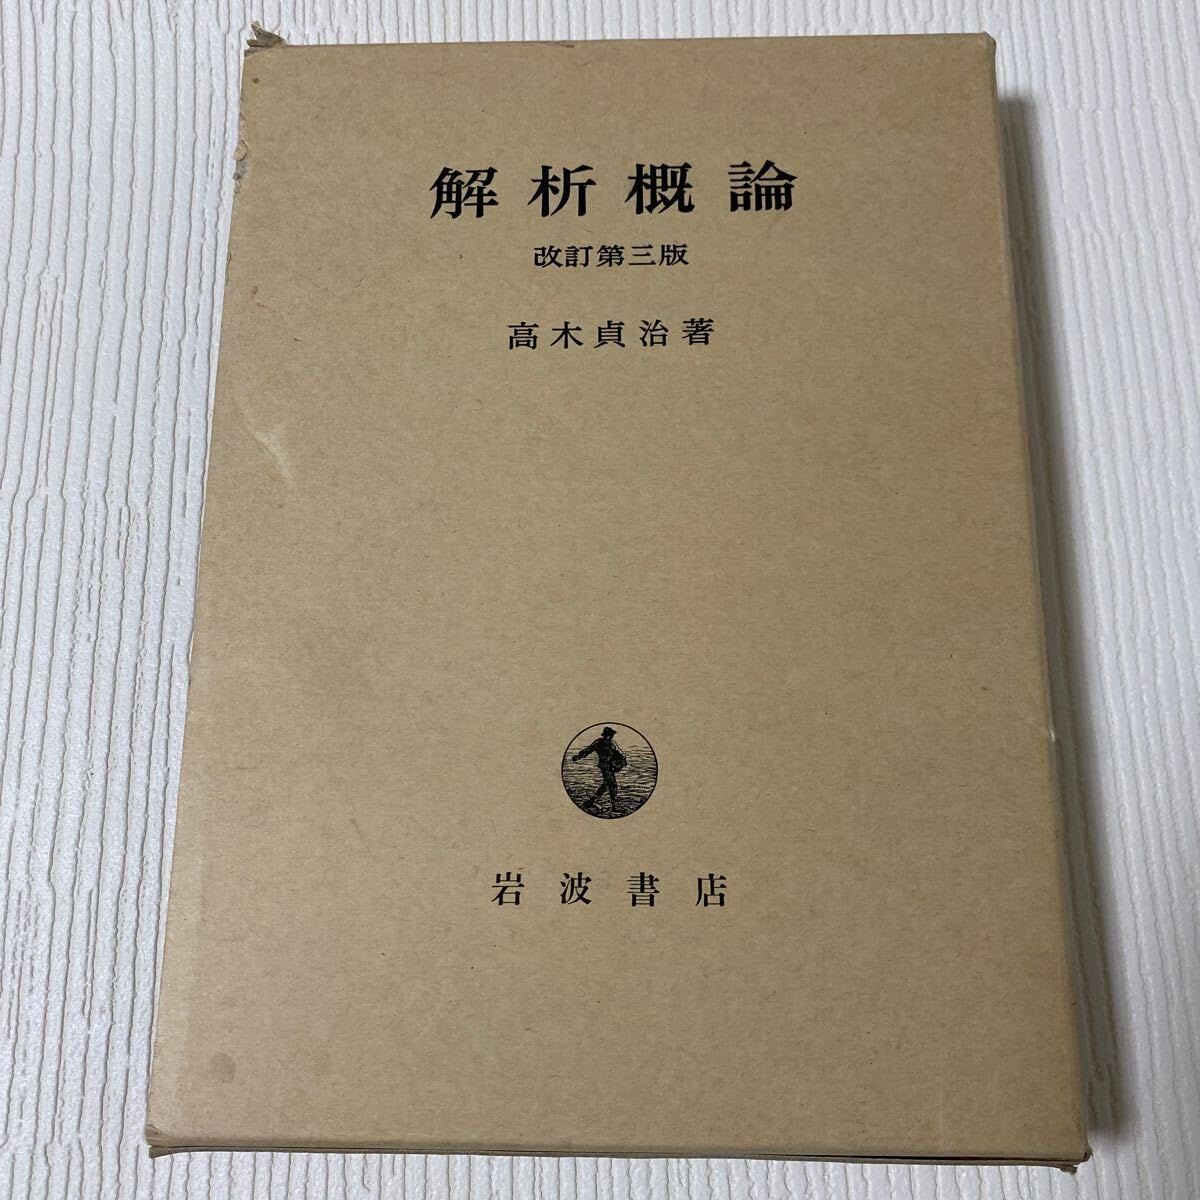 解析概論
改訂第三版
高木貞治著
岩波書店